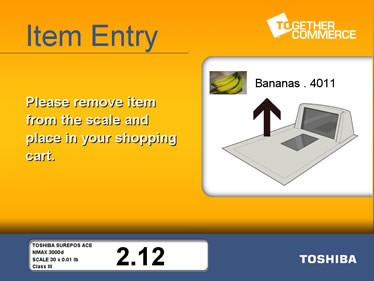 Item Entry
TOGETHER
COMMERCE
Bananas . 4011
Please remove item
from the scale and
place in your shopping
cart.
TOSHIBA SUREPOS ACE
NMAX 3000d
SCALE 30 x 0.01 lb
Class III
2.12
TOSHIBA